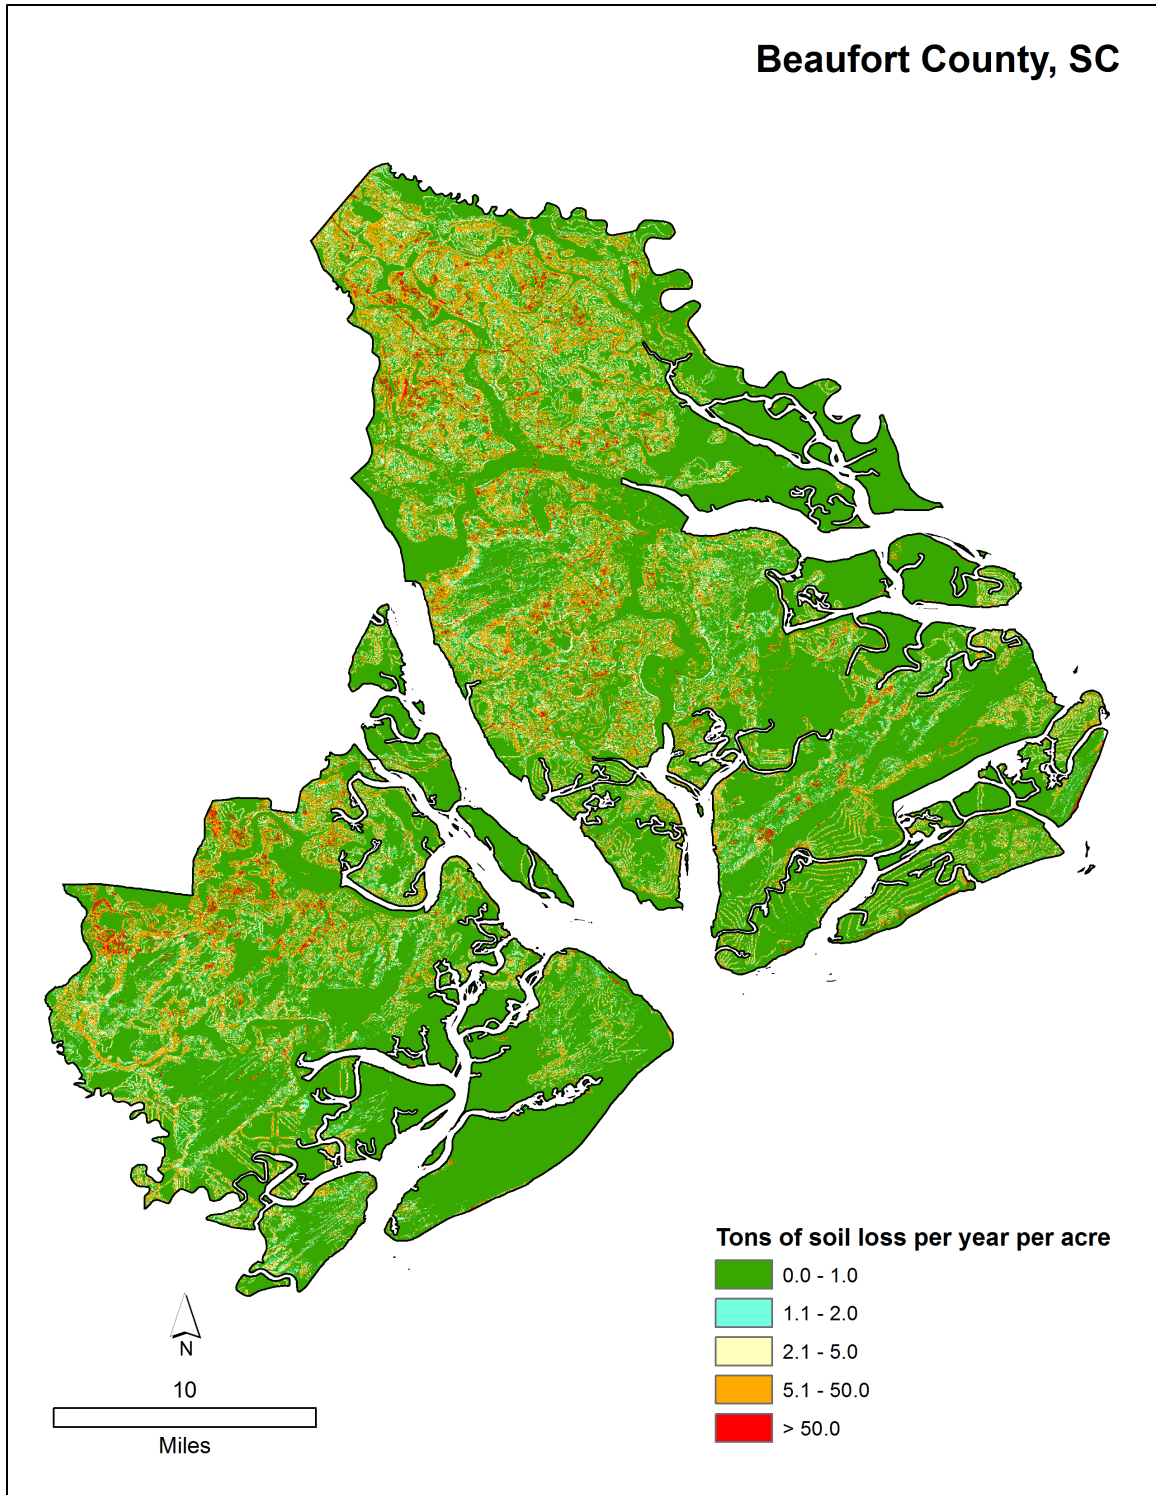 Beaufort County, SC
Tons of soil loss per year per acre
0.0 - 1.0
1.1 - 2.0
2.1 - 5.0
5.1 - 50.0
> 50.0
N
10
Miles